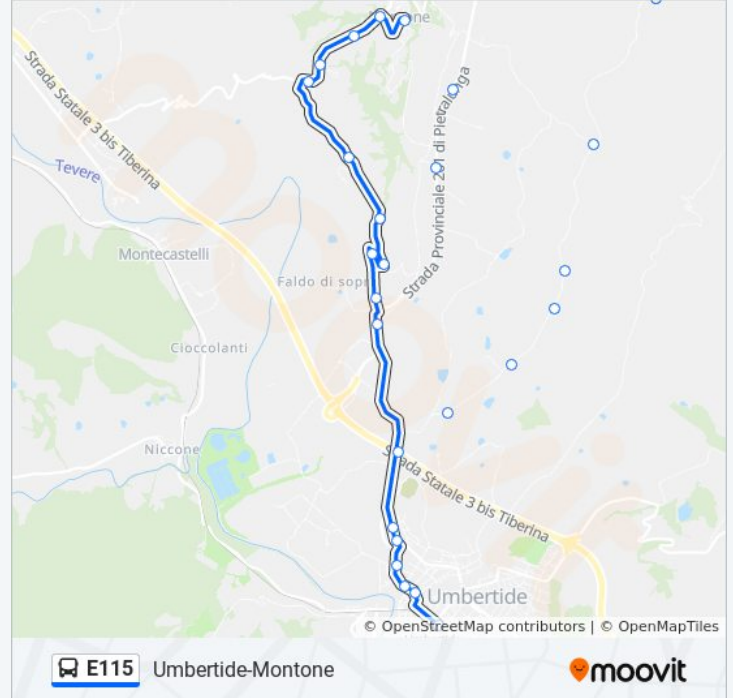 Strada Statale 3 bis Tiberina
Strada Provinciale 201 di Pietralunga
Tevere
Montecastelli
Faldo di sopra
Cioccolanti
Niccone
Strada Statale 3 bis Tiberina
Umbertide
© OpenStreetMap contributors | © OpenMapTiles
E115 Umbertide-Montone
moovit